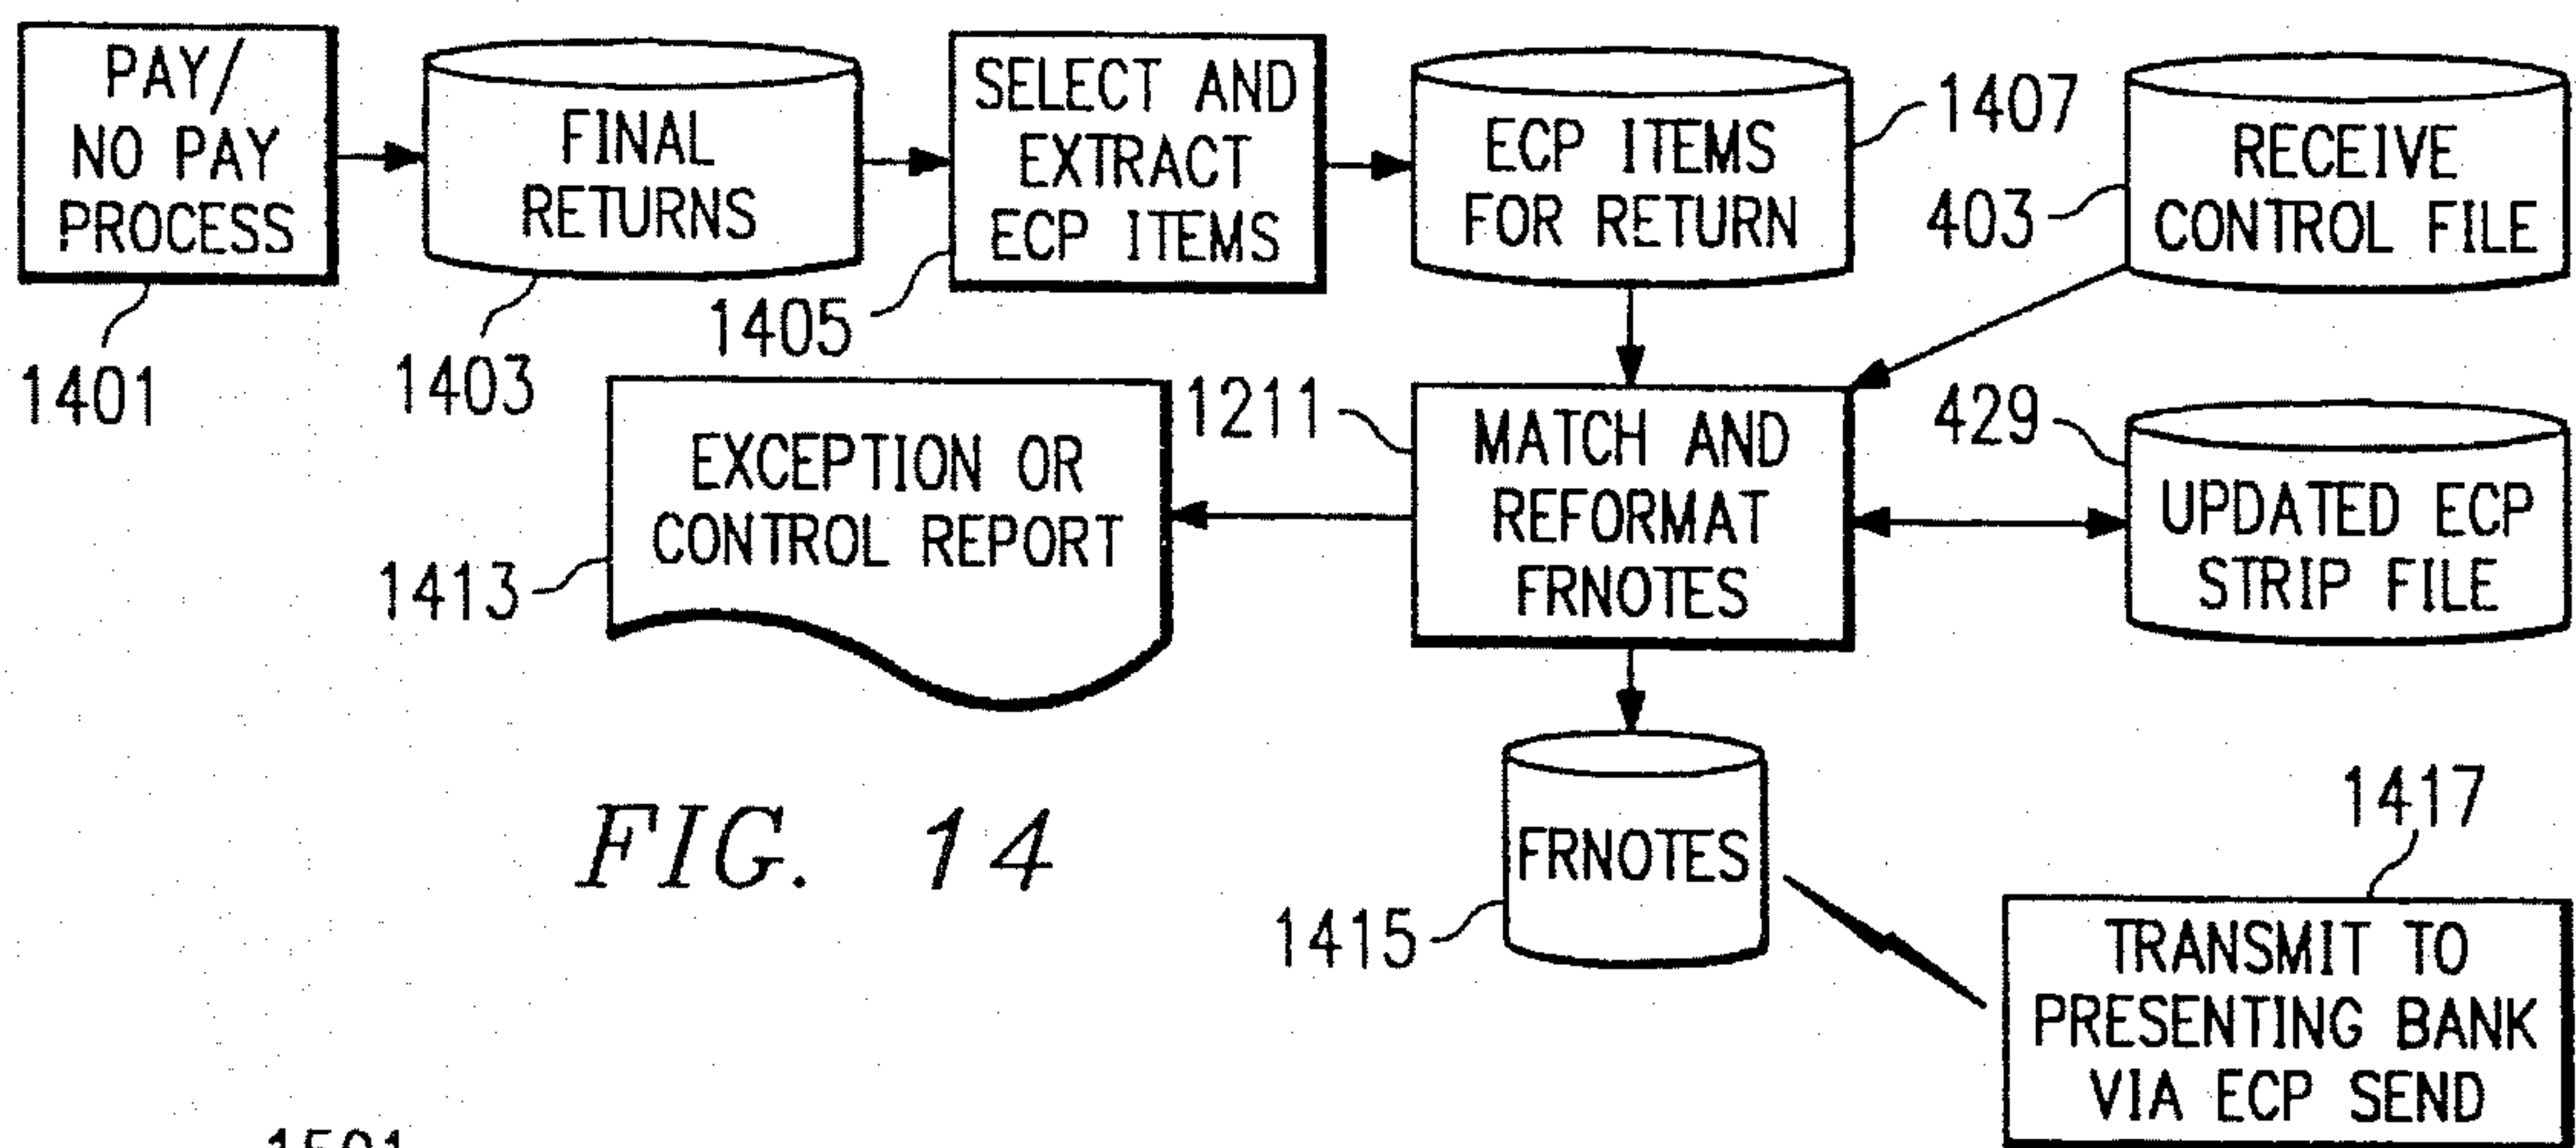 PAY/
NO PAY
PROCESS
1401
FINAL
RETURNS
1403
SELECT AND
EXTRACT
ECP ITEMS
1405
ECP ITEMS
FOR RETURN
1407
RECEIVE
CONTROL FILE
403
EXCEPTION OR
CONTROL REPORT
1413
MATCH AND
REFORMAT
FRNOTES
1211
UPDATED ECP
STRIP FILE
429
FRNOTES
1415
TRANSMIT TO
PRESENTING BANK
VIA ECP SEND
1417
FIG. 14